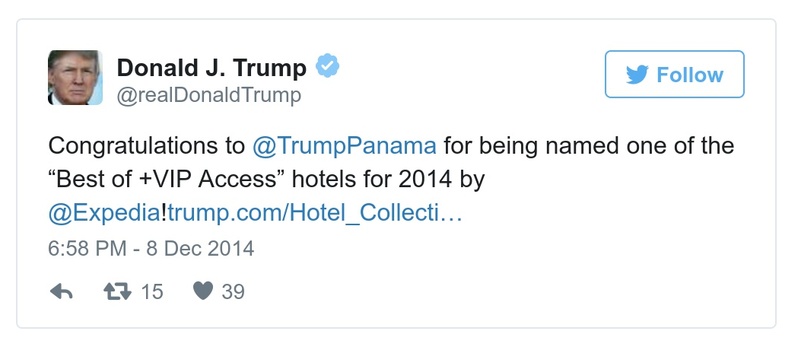 Donald J. Trump
@realDonaldTrump
Follow
Congratulations to @TrumpPanama for being named one of the
“Best of +VIP Access” hotels for 2014 by
@Expedia!trump.com/Hotel_Collecti…
6:58 PM - 8 Dec 2014
15 39